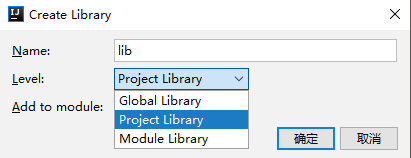 Create Library
Name: lib
Level: Project Library
Global Library
Add to module: Project Library
Module Library
确定 取消